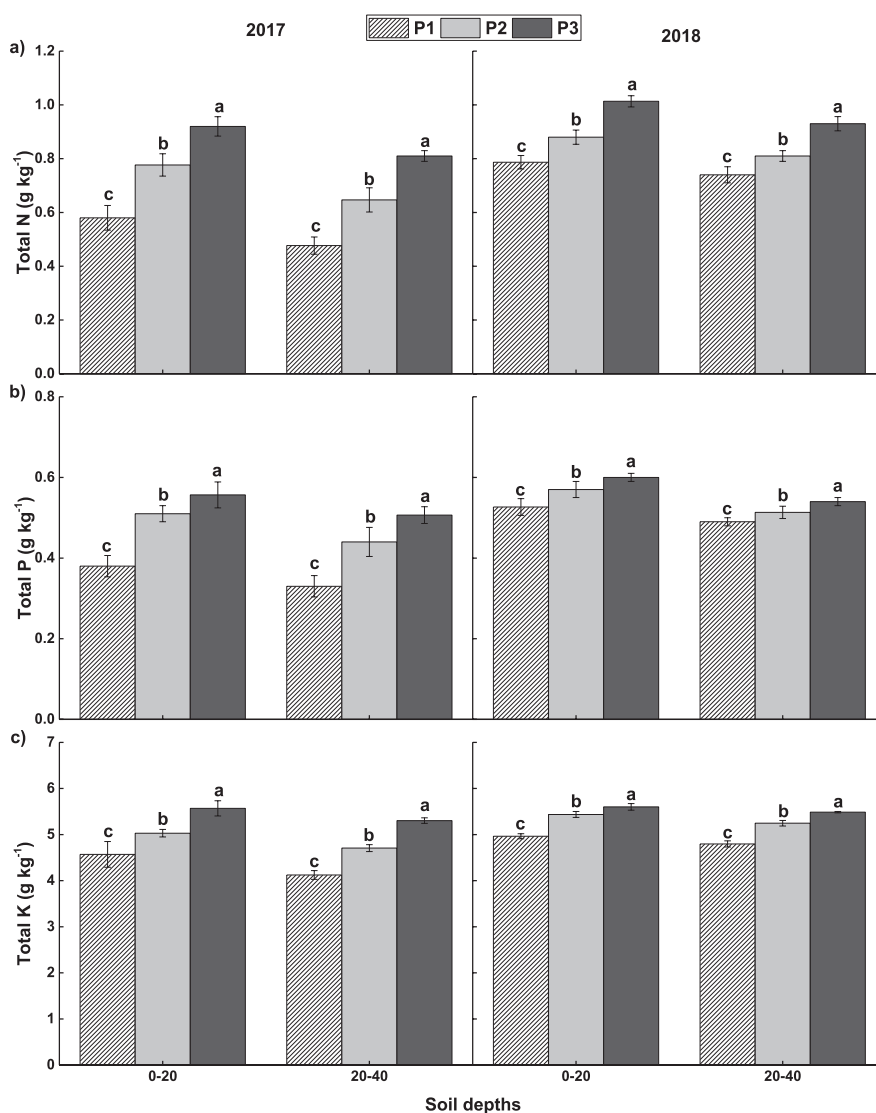 2017
P1 P2 P3
2018
a)
1.2
1.0
0.8
0.6
0.4
0.2
0.0
Total N (g kg-1)
c b a
c b a
c b a
c b a
b)
0.8
0.6
0.4
0.2
0.0
Total P (g kg-1)
c b a
c b a
c b a
c b a
c)
7
6
5
4
3
2
1
0
Total K (g kg-1)
c b a
c b a
c b a
c b a
0-20 20-40 0-20 20-40
Soil depths